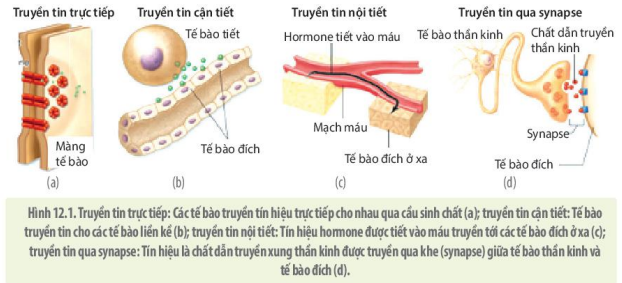 Truyền tin trực tiếp
Truyền tin cận tiết
Truyền tin nội tiết
Truyền tin qua synapse
Tế bào tiết
Hormone tiết vào máu
Tế bào thần kinh
Chất dẫn truyền
thần kinh
Màng
tế bào
Tế bào đích
Mạch máu
Tế bào đích ở xa
Synapse
Tế bào đích
(a)
(b)
(c)
(d)
Hình 12.1. Truyền tin trực tiếp: Các tế bào truyền tín hiệu trực tiếp cho nhau qua cầu sinh chất (a); truyền tin cận tiết: Tế bào
truyền tin cho các tế bào liền kề (b); truyền tin nội tiết: Tín hiệu hormone được tiết vào máu truyền tới các tế bào đích ở xa (c);
truyền tin qua synapse: Tín hiệu là chất dẫn truyền xung thần kinh được truyền qua khe (synapse) giữa tế bào thần kinh và
tế bào đích (d).